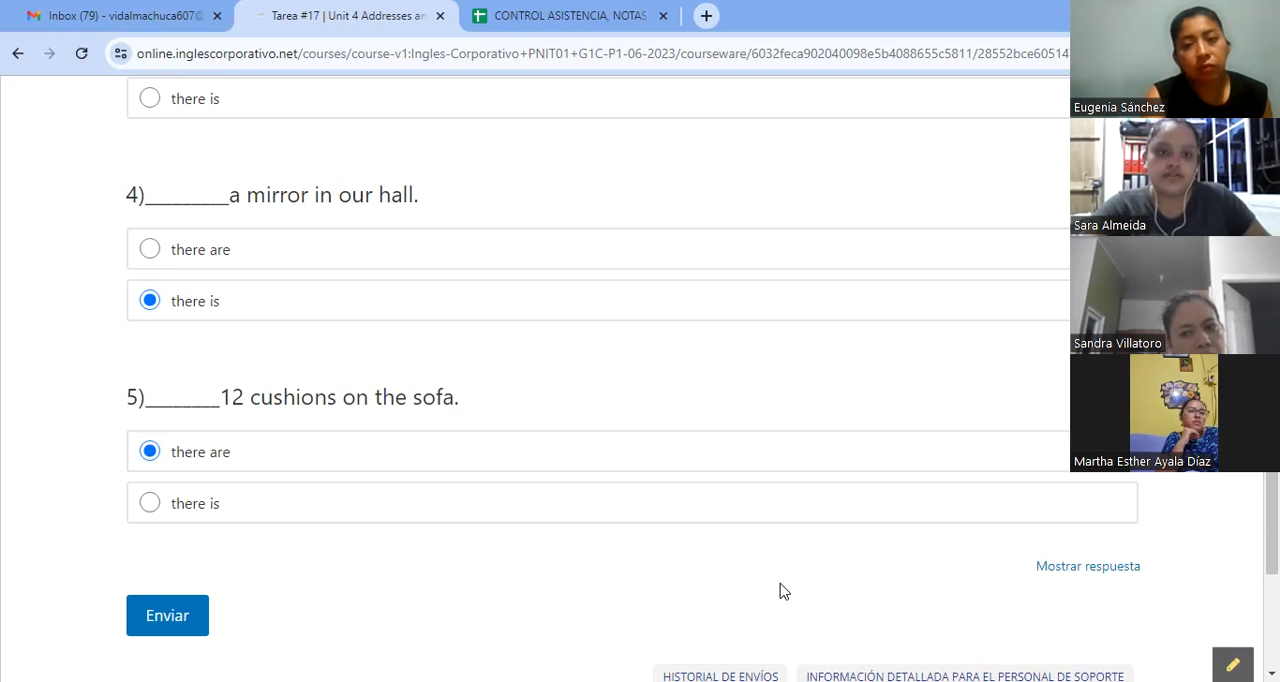 Inbox (79) - vidalmachuca607@
Tarea #17 | Unit 4 Addresses an
CONTROL ASISTENCIA, NOTAS
online.inglescorporativo.net/courses/course-v1:Ingles-Corporativo+PNIT01+G1C-P1-06-2023/courseware/6032feca902040098e5b4088655c5811/28552bce60514
there is
4)_________a mirror in our hall.
there are
there is
5)________12 cushions on the sofa.
there are
there is
Mostrar respuesta
Enviar
HISTORIAL DE ENVÍOS
INFORMACIÓN DETALLADA PARA EL PERSONAL DE SOPORTE
Eugenia Sánchez
Sara Almeida
Sandra Villatoro
Martha Esther Ayala Díaz